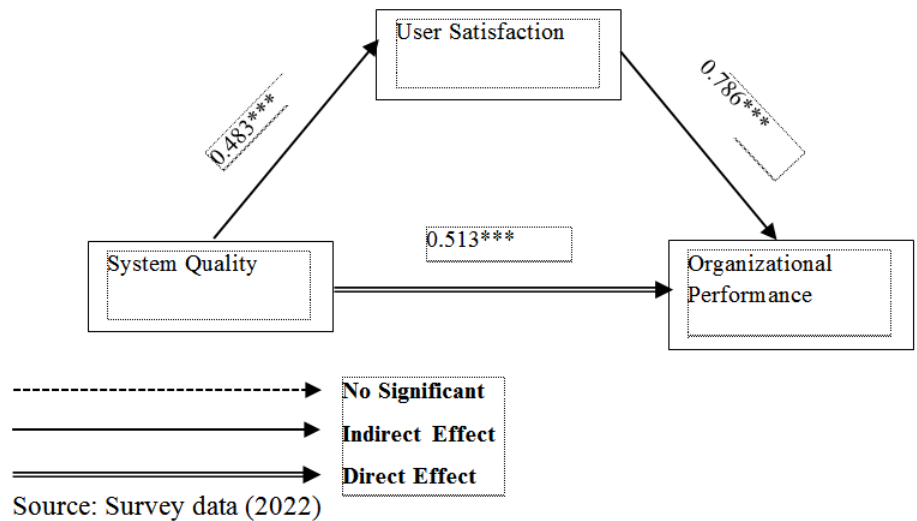 User Satisfaction
0.483***
0.786***
0.513***
System Quality
Organizational
Performance
No Significant
Indirect Effect
Direct Effect
Source: Survey data (2022)